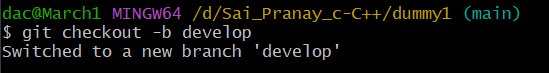 dac@March1 MINGW64 /d/Sai_Pranay_c-C++/dummy1 (main)
$ git checkout -b develop
Switched to a new branch 'develop'